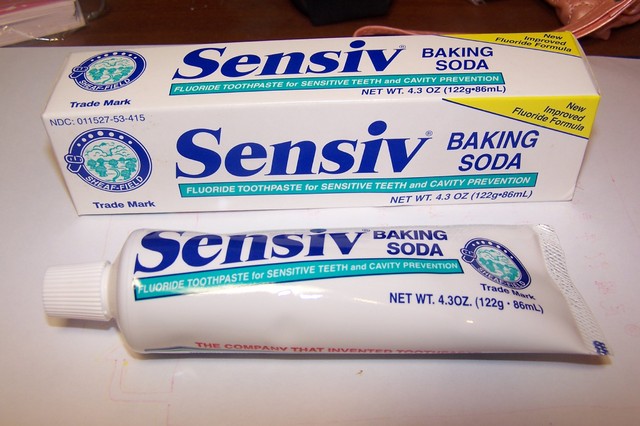 Sensiv®
BAKING
SODA
New
Improved
Fluoride Formula
FLUORIDE TOOTHPASTE for SENSITIVE TEETH and CAVITY PREVENTION
NET WT. 4.3 OZ (122g•86mL)
SHEAF-FIELD
Trade Mark
NDC: 011527-53-415
Sensiv®
BAKING
SODA
New
Improved
Fluoride Formula
FLUORIDE TOOTHPASTE for SENSITIVE TEETH and CAVITY PREVENTION
NET WT. 4.3 OZ (122g•86mL)
SHEAF-FIELD
Trade Mark
Sensiv
BAKING
SODA
FLUORIDE TOOTHPASTE for SENSITIVE TEETH and CAVITY PREVENTION
SHEAF-FIELD
Trade Mark
NET WT. 4.3OZ. (122g • 86mL)
THE COMPANY THAT INVENTED